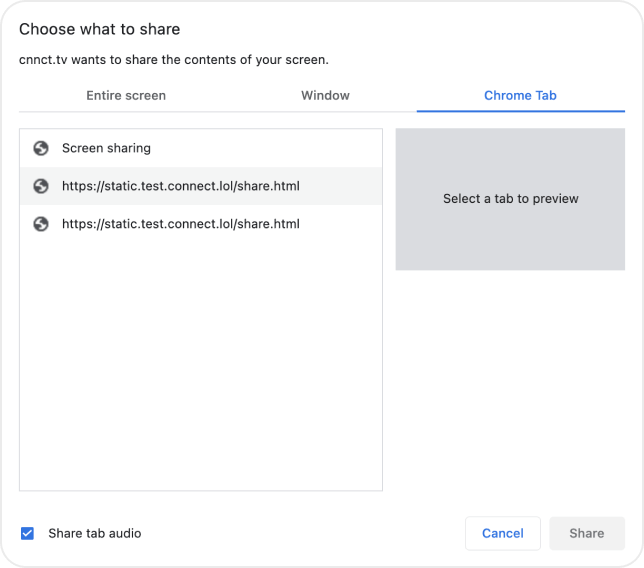 Choose what to share
cnnct.tv wants to share the contents of your screen.
Entire screen
Window
Chrome Tab
Screen sharing
https://static.test.connect.lol/share.html
https://static.test.connect.lol/share.html
Select a tab to preview
Share tab audio
Cancel
Share